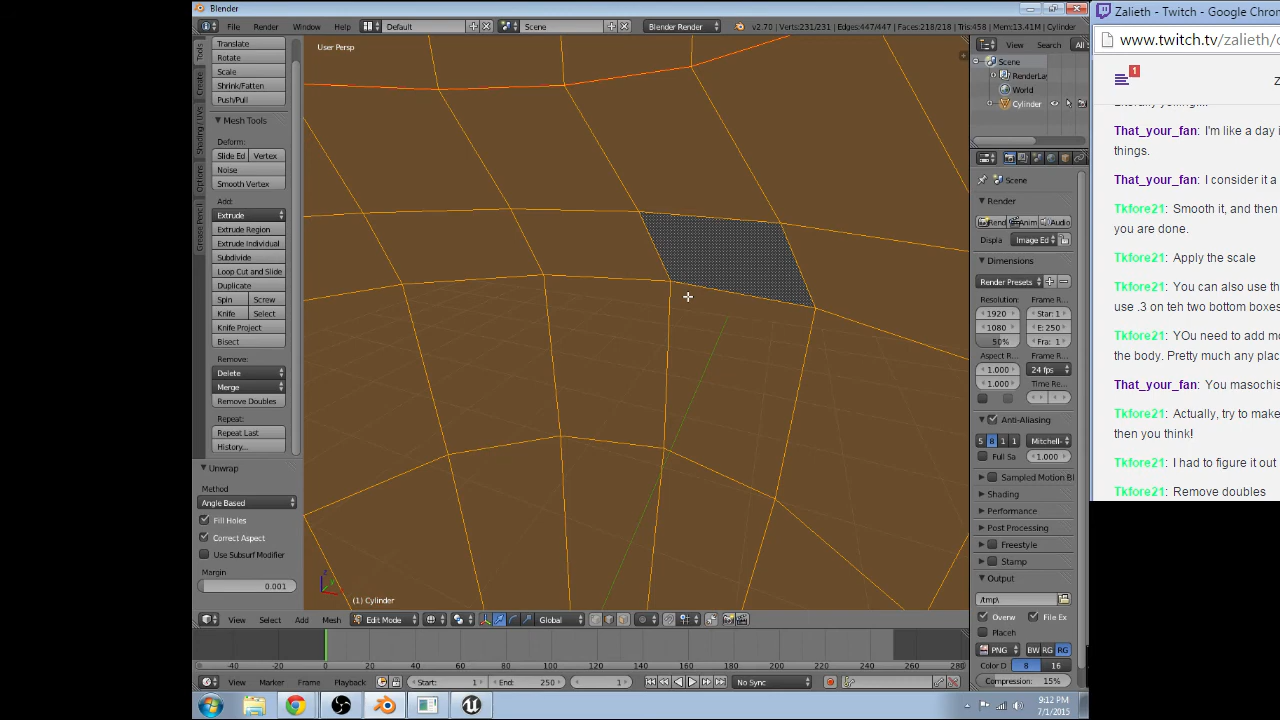 Blender
File
Render
Window
Help
Default
Scene
Blender Render
v2.70 | Verts:231/231 | Edges:447/447 | Faces:218/218 | Tris:458 | Mem:13.41M | Cylinder
Tools
Create
Shading / UVs
Options
Grease Pencil
Translate
Rotate
Scale
Shrink/Fatten
Push/Pull
Mesh Tools
Deform:
Slide Ed
Vertex
Noise
Smooth Vertex
Add:
Extrude
Extrude Region
Extrude Individual
Subdivide
Loop Cut and Slide
Duplicate
Spin
Screw
Knife
Select
Knife Project
Bisect
Remove:
Delete
Merge
Remove Doubles
Repeat:
Repeat Last
History...
Unwrap
Method
Angle Based
Fill Holes
Correct Aspect
Use Subsurf Modifier
Margin
0.001
User Persp
(1) Cylinder
View
Select
Add
Mesh
Edit Mode
Global
-40
-20
0
20
40
60
80
100
120
140
160
180
200
220
240
260
280
View
Marker
Frame
Playback
Start:
1
End:
250
1
No Sync
View
Search
All S
Scene
RenderLay
World
Cylinder
Scene
Render
Rend
Anim
Audio
Displa
Image Ed
Dimensions
Render Presets
Resolution:
Frame R
1920
Star: 1
1080
E: 250
50%
Fra: 1
Aspect R
Frame R
1.000
24 fps
1.000
Time Re
Anti-Aliasing
5
8
1
1
Mitchell-
Full Sa
1.000
Sampled Motion Bl
Shading
Performance
Post Processing
Freestyle
Stamp
Output
/tmp\
Overw
File Ex
Placeh
PNG
BW
RG
RG
Color D
8
16
Compression:
15%
9:12 PM
7/1/2015
Zalieth - Twitch - Google Chro
www.twitch.tv/zalieth/
1
Z
That_your_fan: I'm like a day i
things.
That_your_fan: I consider it a
Tkfore21: Smooth it, and then
you are done.
Tkfore21: Apply the scale
Tkfore21: You can also use th
use .3 on teh two bottom boxes
Tkfore21: YOu need to add mo
the body. Pretty much any plac
That_your_fan: You masochis
Tkfore21: Actually, try to make
then you think!
Tkfore21: I had to figure it out
Tkfore21: Remove doubles